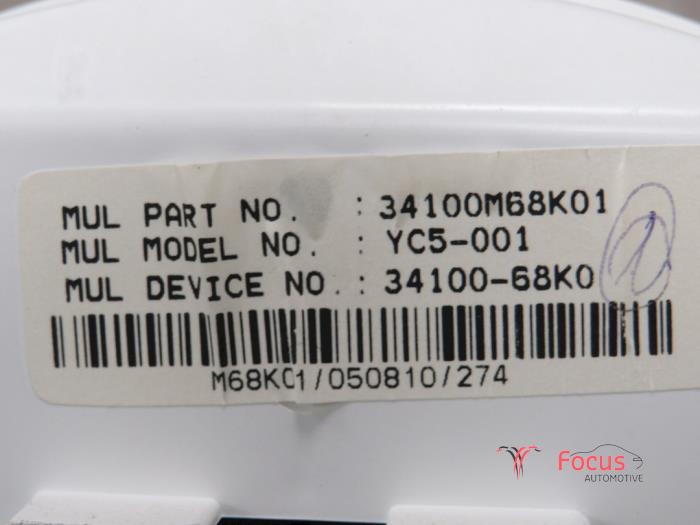 MUL PART NO. : 34100M68K01
MUL MODEL NO. : YC5-001
MUL DEVICE NO. : 34100-68K0
1
M68K01/050810/274
Focus
AUTOMOTIVE